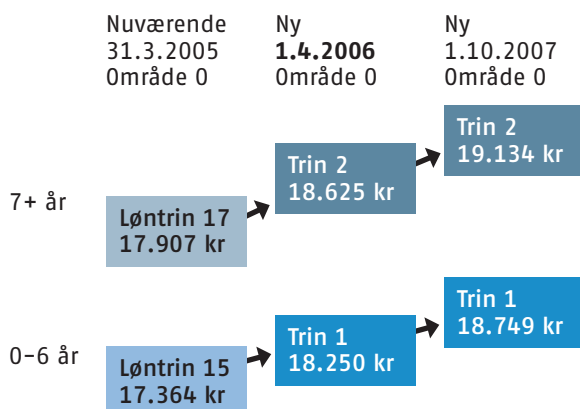 Nuværende
31.3.2005
Område 0
Ny
1.4.2006
Område 0
Ny
1.10.2007
Område 0
7+ år
Løntrin 17
17.907 kr
Trin 2
18.625 kr
Trin 2
19.134 kr
0–6 år
Løntrin 15
17.364 kr
Trin 1
18.250 kr
Trin 1
18.749 kr